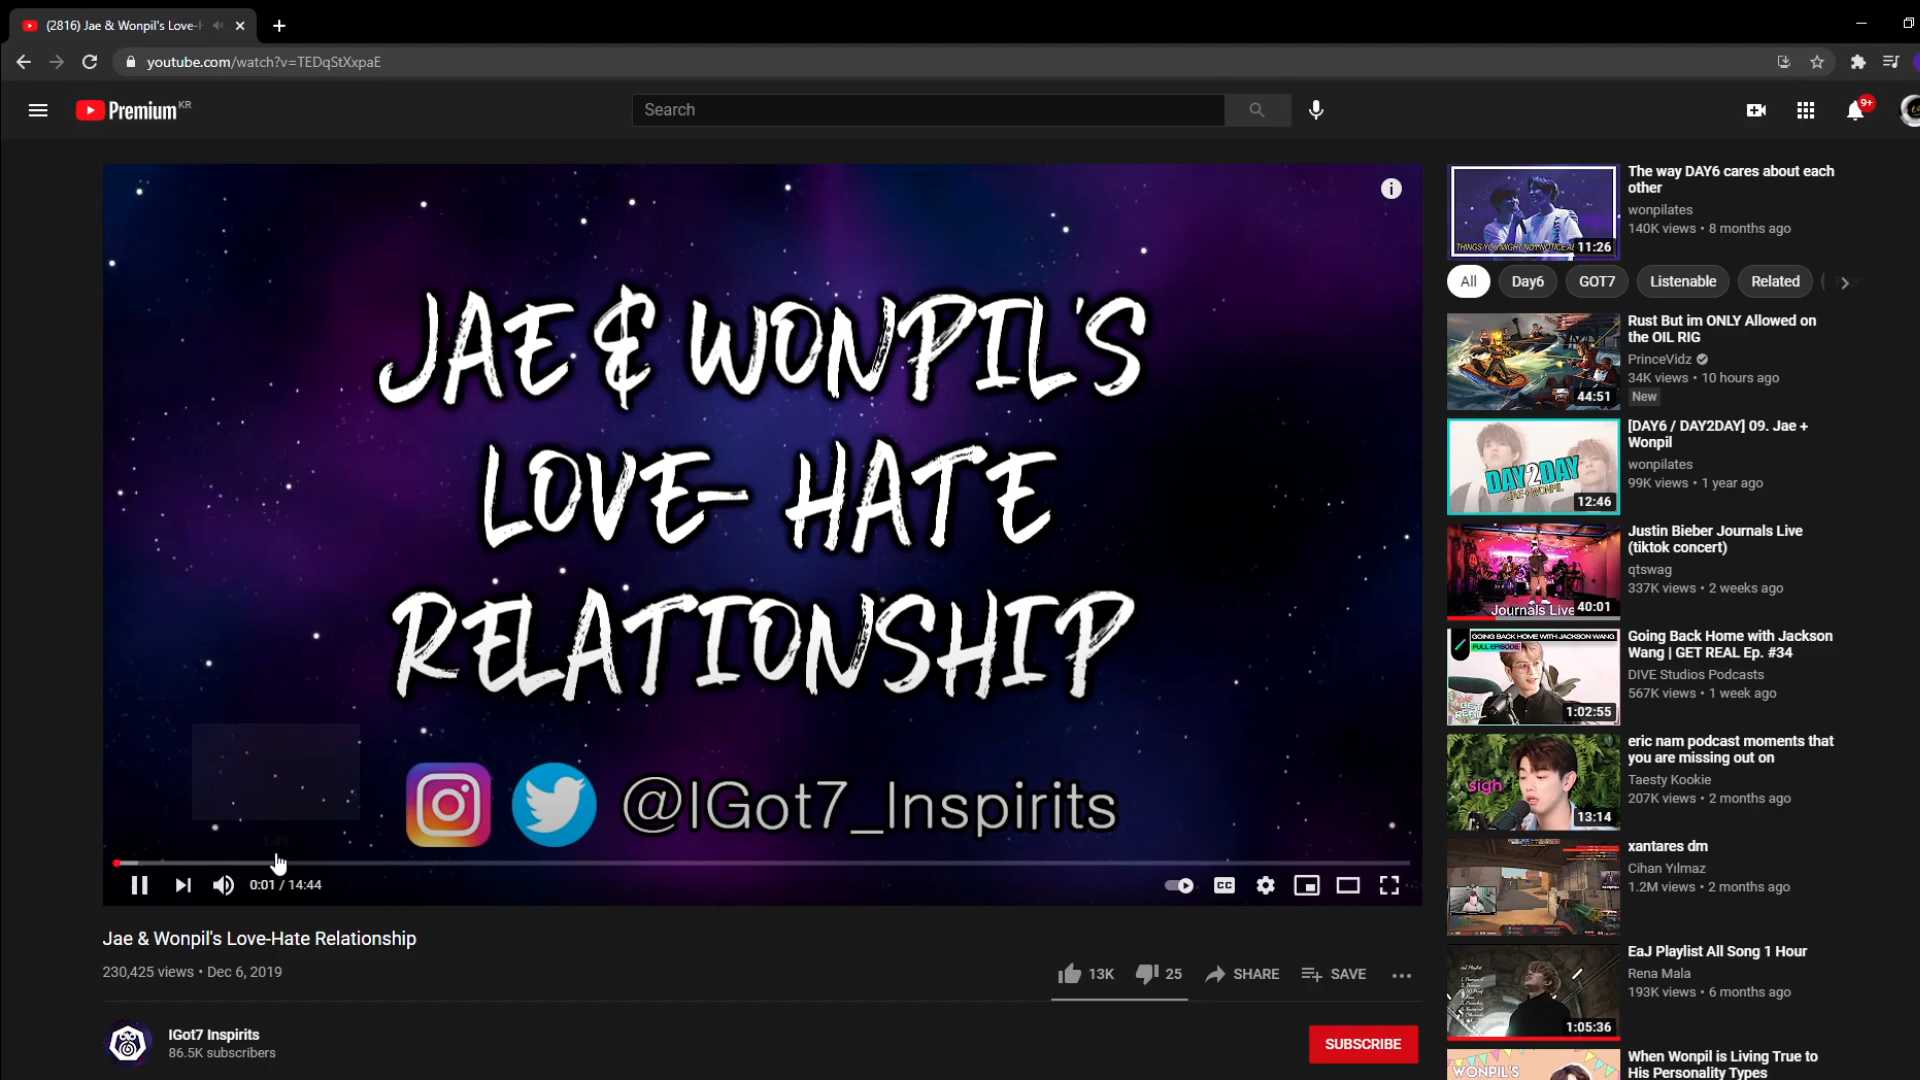 (2816) Jae & Wonpil's Love-H
youtube.com/watch?v=TEDqStXxpaE
Premium KR
Search
9+
JAE & WONPIL'S
LOVE- HATE
RELATIONSHIP
@IGot7_Inspirits
0:01 / 14:44
CC
Jae & Wonpil's Love-Hate Relationship
230,425 views • Dec 6, 2019
13K
25
SHARE
SAVE
IGot7 Inspirits
86.5K subscribers
SUBSCRIBE
11:26
The way DAY6 cares about each
other
wonpilates
140K views • 8 months ago
All
Day6
GOT7
Listenable
Related
44:51
Rust But im ONLY Allowed on
the OIL RIG
PrinceVidz
34K views • 10 hours ago
New
DAY2DAY
JAE+WONPIL
12:46
[DAY6 / DAY2DAY] 09. Jae +
Wonpil
wonpilates
99K views • 1 year ago
Journals Live
40:01
Justin Bieber Journals Live
(tiktok concert)
qtswag
337K views • 2 weeks ago
GOING BACK HOME WITH JACKSON WANG
FULL EPISODE
GET REAL
1:02:55
Going Back Home with Jackson
Wang | GET REAL Ep. #34
DIVE Studios Podcasts
567K views • 1 week ago
sigh
13:14
eric nam podcast moments that
you are missing out on
Taesty Kookie
207K views • 2 months ago
xantares dm
Cihan Yılmaz
1.2M views • 2 months ago
1:05:36
EaJ Playlist All Song 1 Hour
Rena Mala
193K views • 6 months ago
WONPIL'S
When Wonpil is Living True to
His Personality Types